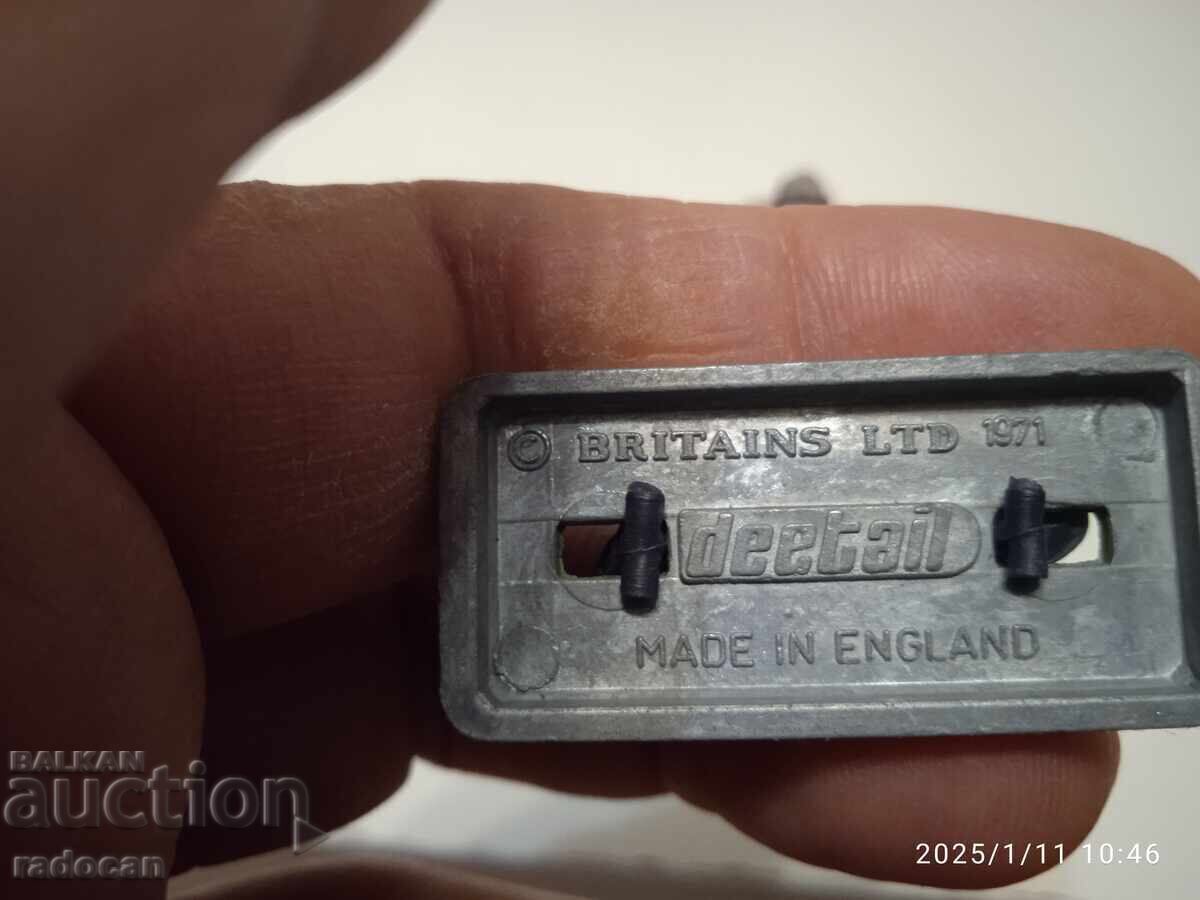 © BRITAINS LTD 1971
deetail
MADE IN ENGLAND
BALKAN
auction
radocan
2025/1/11 10:46